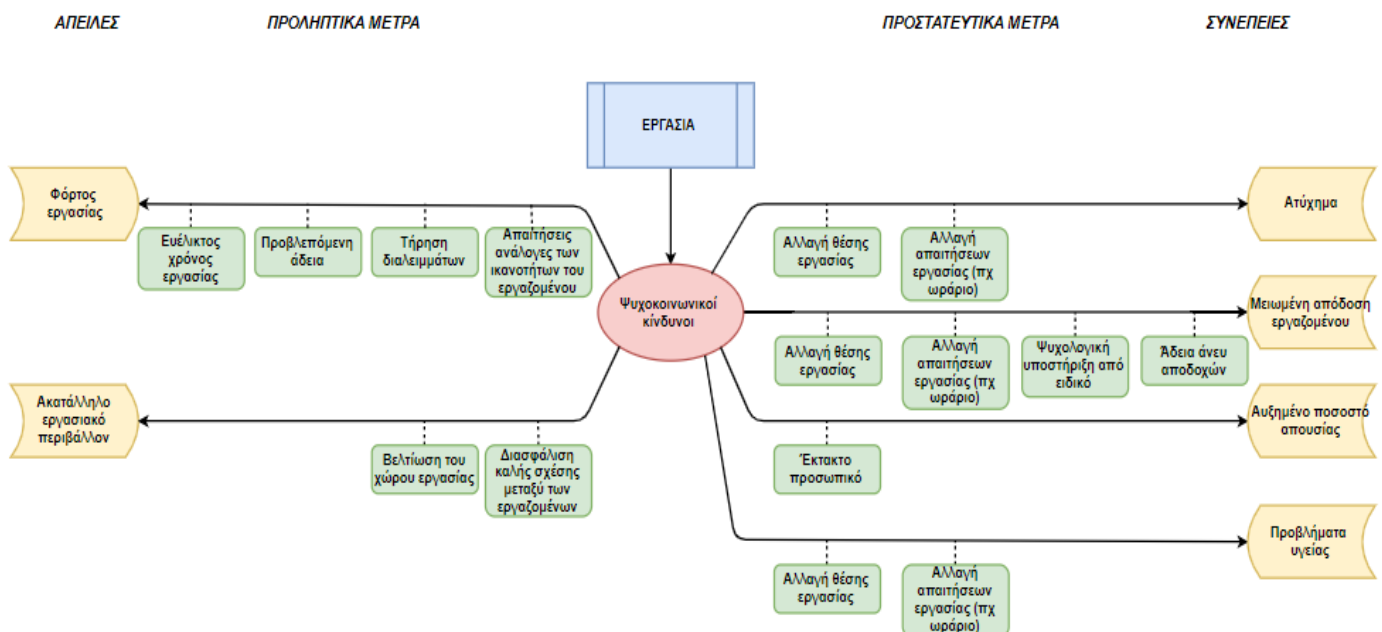 ΑΠΕΙΛΕΣ
ΠΡΟΛΗΠΤΙΚΑ ΜΕΤΡΑ
ΠΡΟΣΤΑΤΕΥΤΙΚΑ ΜΕΤΡΑ
ΣΥΝΕΠΕΙΕΣ
ΕΡΓΑΣΙΑ
Φόρτος
εργασίας
Ευέλικτος
χρόνος
εργασίας
Προβλεπόμενη
άδεια
Τήρηση
διαλειμμάτων
Απαίτήσεις
ανάλογες των
ικανοτήτων του
εργαζομένου
Αλλαγή θέσης
εργασίας
Αλλαγή
απαιτήσεων
εργασίας (πχ
ωράριο)
Ατύχημα
Ψυχοκοινωνικοί
κίνδυνοι
Μειωμένη απόδοση
εργαζομένου
Αλλαγή θέσης
εργασίας
Αλλαγή
απαιτήσεων
εργασίας (πχ
ωράριο)
Ψυχολογική
υποστήριξη από
ειδικό
Άδεια άνευ
αποδοχών
Ακατάλληλο
εργασιακό
περιβάλλον
Βελτίωση του
χώρου εργασίας
Διασφάλιση
καλής σχέσης
μεταξύ των
εργαζομένων
Έκτακτο
προσωπικό
Αυξημένο ποσοστό
απουσίας
Αλλαγή θέσης
εργασίας
Αλλαγή
απαιτήσεων
εργασίας (πχ
ωράριο)
Προβλήματα
υγείας